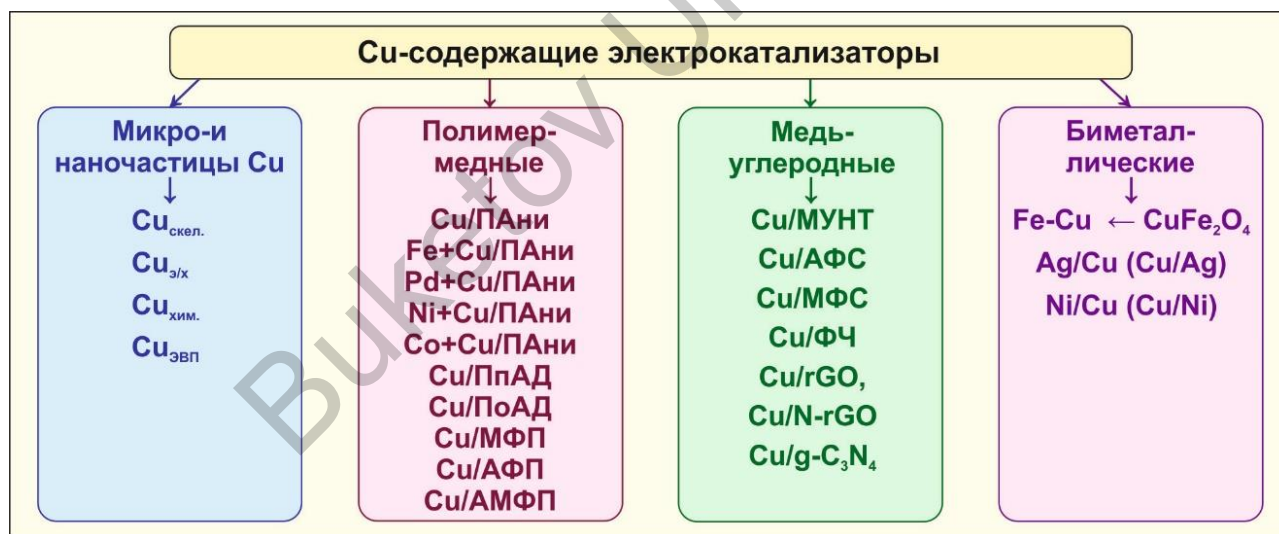 Cu-содержащие электрокатализаторы
Микро-и
наночастицы Cu
↓
Cuскел.
Cuэ/х
Cuхим.
CuЭВП
Полимер-
медные
↓
Cu/ПАни
Fe+Cu/ПАни
Pd+Cu/ПАни
Ni+Cu/ПАни
Co+Cu/ПАни
Cu/ПпАД
Cu/ПоАД
Cu/МФП
Cu/АФП
Cu/АМФП
Медь-
углеродные
↓
Cu/МУНТ
Cu/АФС
Cu/МФС
Cu/ФЧ
Cu/rGO,
Cu/N-rGO
Cu/g-C₃N₄
Биметал-
лические
↓
Fe-Cu ← CuFe₂O₄
Ag/Cu (Cu/Ag)
Ni/Cu (Cu/Ni)
Buketov U